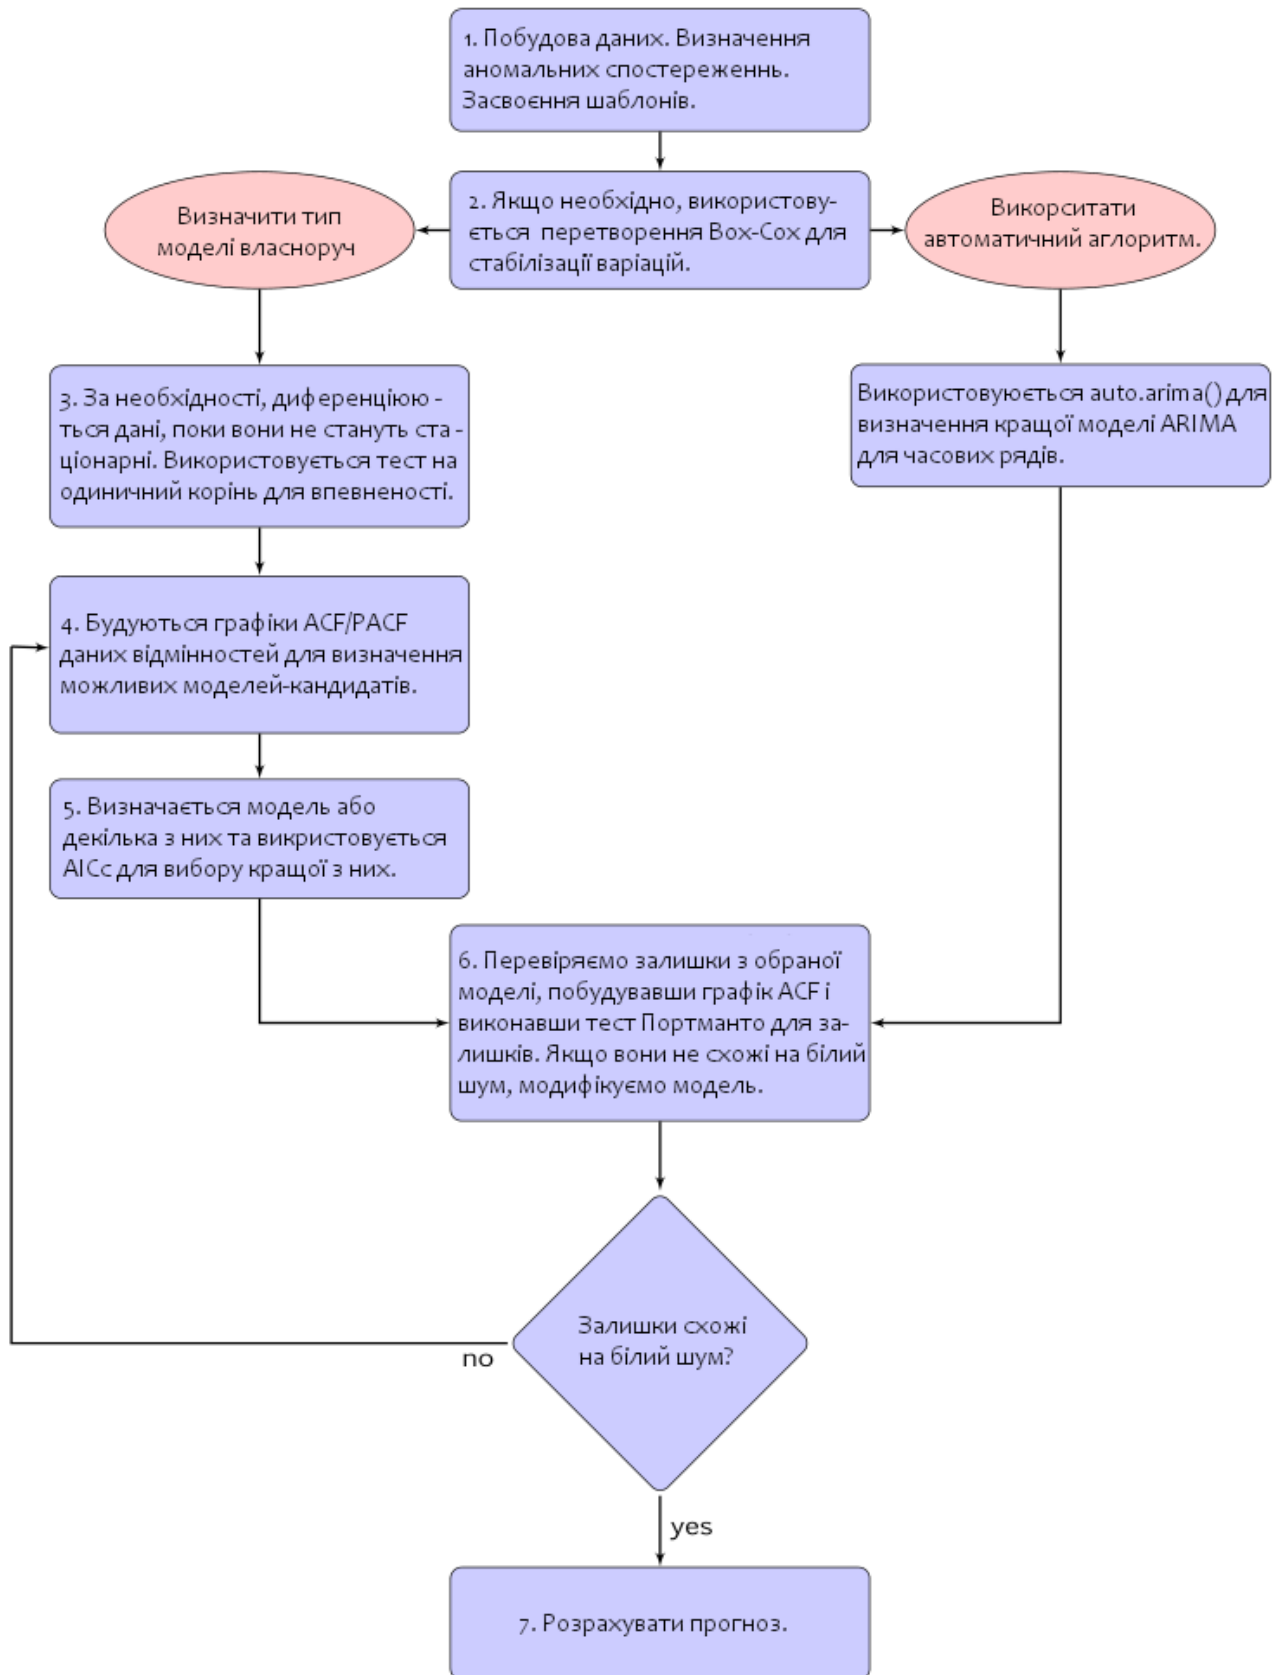 1. Побудова даних. Визначення
аномальних спостереженнь.
Засвоєння шаблонів.
Визначити тип
моделі власноруч
2. Якщо необхідно, використову-
ється перетворення Box-Cox для
стабілізації варіацій.
Викорситати
автоматичний аглоритм.
3. За необхідності, диференціюю -
ться дані, поки вони не стануть ста -
ціонарні. Використовується тест на
одиничний корінь для впевненості.
Використовуюється auto.arima() для
визначення кращої моделі ARIMA
для часових рядів.
4. Будуються графіки ACF/PACF
даних відмінностей для визначення
можливих моделей-кандидатів.
5. Визначається модель або
декілька з них та викристовується
AICc для вибору кращої з них.
6. Перевіряємо залишки з обраної
моделі, побудувавши графік ACF і
виконавши тест Портманто для за-
лишків. Якщо вони не схожі на білий
шум, модифікуємо модель.
Залишки схожі
на білий шум?
no
yes
7. Розрахувати прогноз.